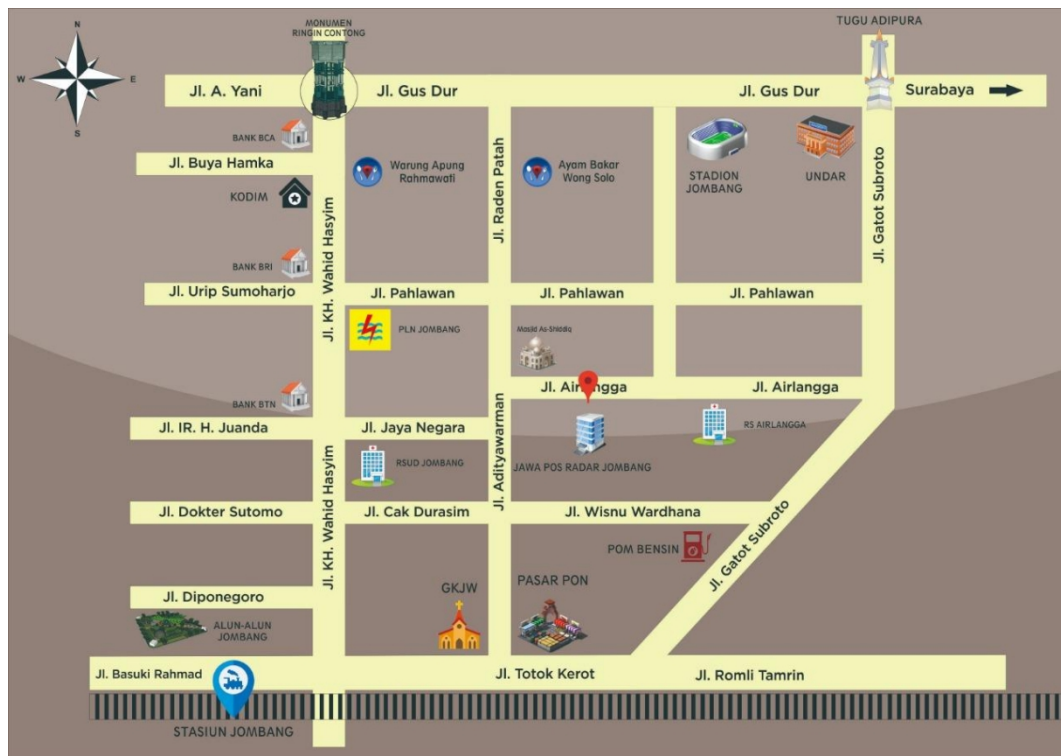 N
W
E
S
MONUMEN
RINGIN CONTONG
TUGU ADIPURA
Jl. A. Yani
Jl. Gus Dur
Jl. Gus Dur
Surabaya
BANK BCA
Jl. Buya Hamka
KODIM
Warung Apung
Rahmawati
Jl. Raden Patah
Ayam Bakar
Wong Solo
STADION
JOMBANG
UNDAR
Jl. Gatot Subroto
Jl. KH. Wahid Hasyim
BANK BRI
Jl. Urip Sumoharjo
Jl. Pahlawan
Jl. Pahlawan
Jl. Pahlawan
PLN JOMBANG
Masjid As-Shiddiq
Jl. Airlangga
Jl. Airlangga
BANK BTN
Jl. IR. H. Juanda
Jl. Jaya Negara
Jl. Adityawarman
RSUD JOMBANG
JAWA POS RADAR JOMBANG
RS AIRLANGGA
Jl. Dokter Sutomo
Jl. KH. Wahid Hasyim
Jl. Cak Durasim
Jl. Wisnu Wardhana
POM BENSIN
Jl. Gatot Subroto
Jl. Diponegoro
GKJW
PASAR PON
ALUN-ALUN
JOMBANG
Jl. Basuki Rahmad
Jl. Totok Kerot
Jl. Romli Tamrin
STASIUN JOMBANG